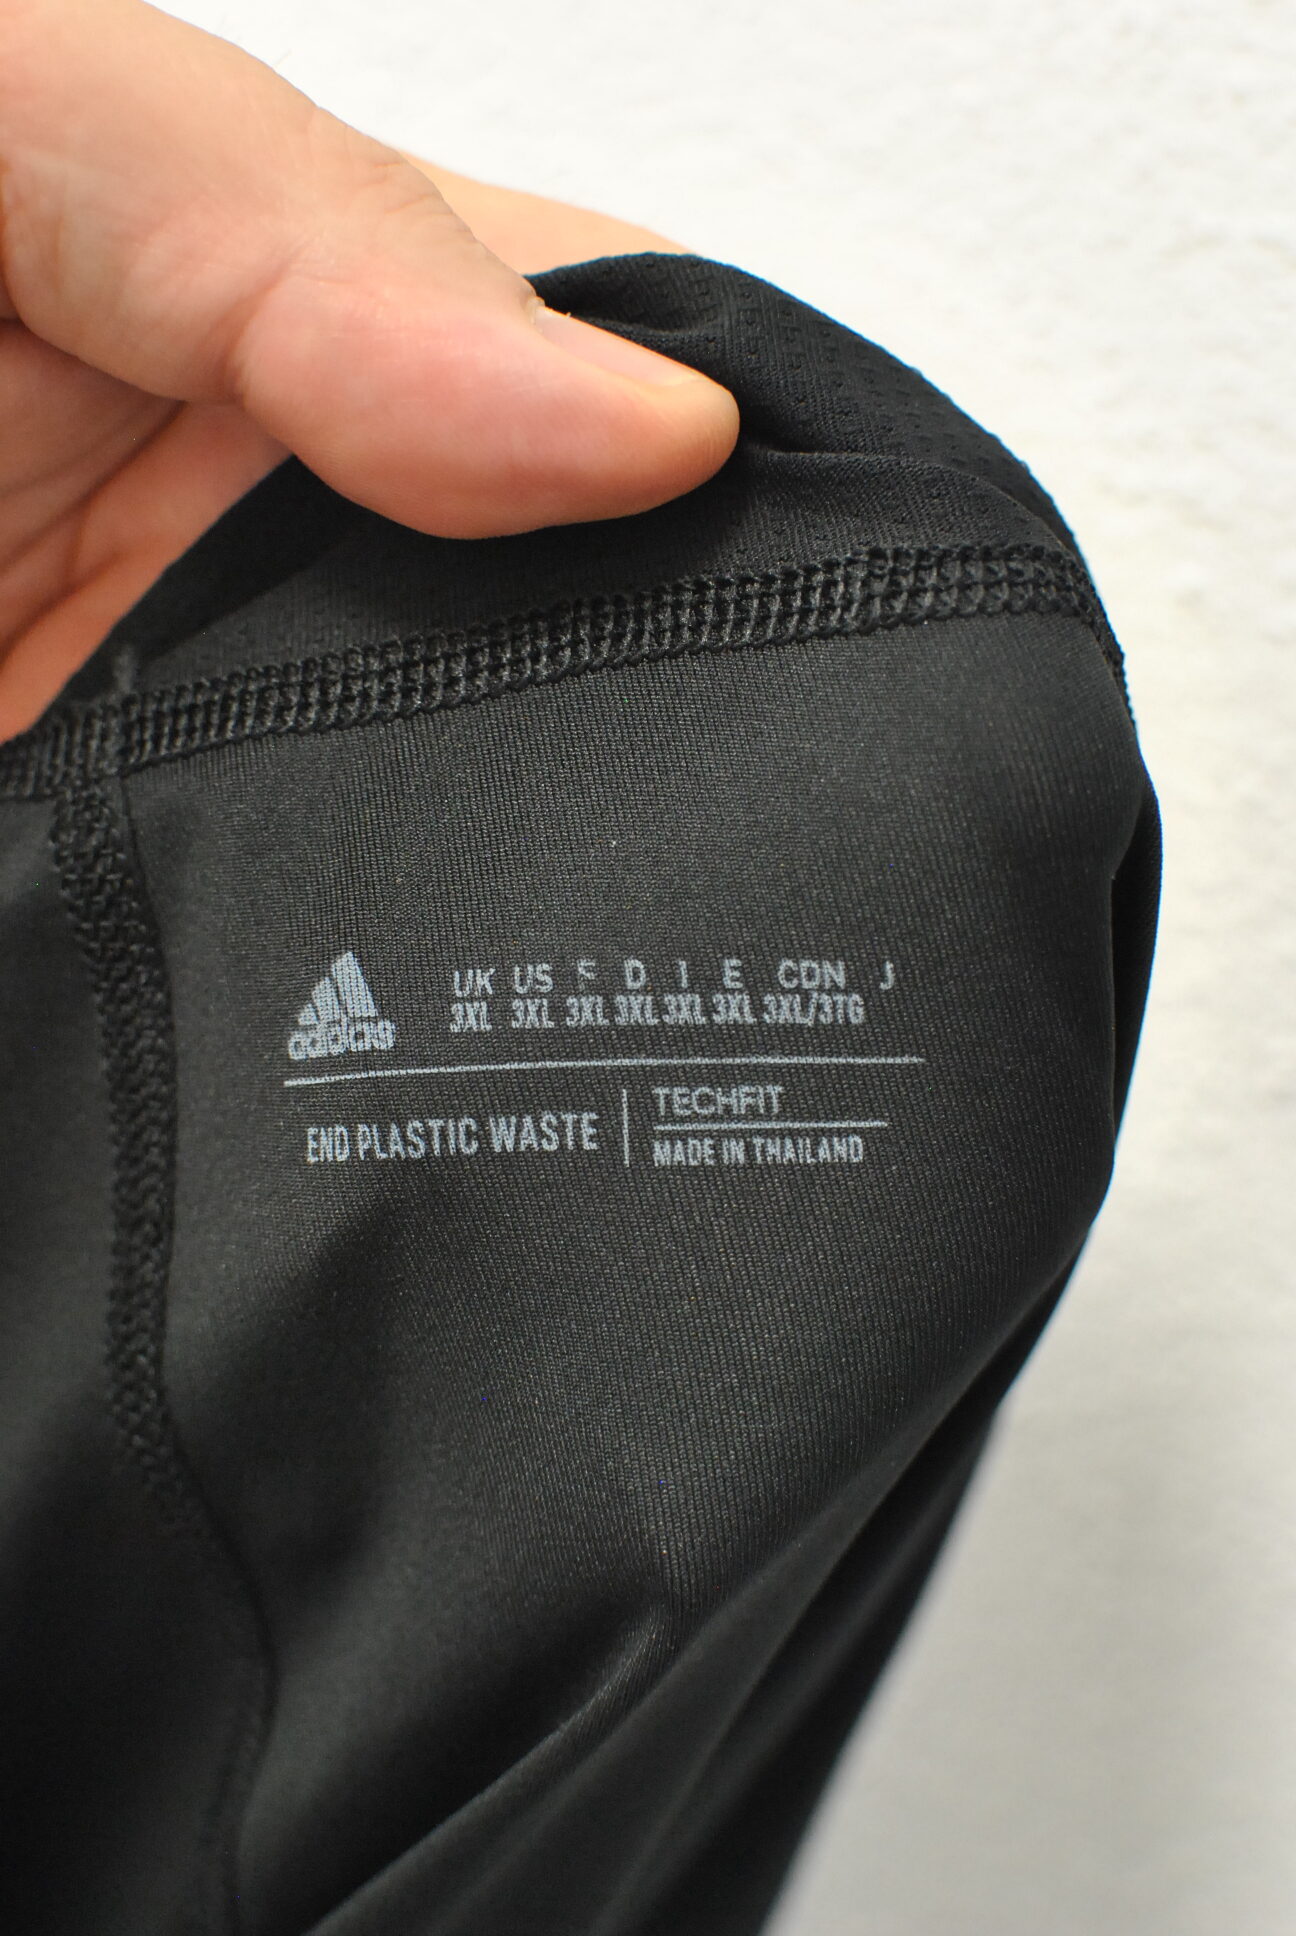 adidas
UK US F D I E CDN J
3XL 3XL 3XL 3XL 3XL 3XL 3XL/3TG
END PLASTIC WASTE
TECHFIT
MADE IN THAILAND